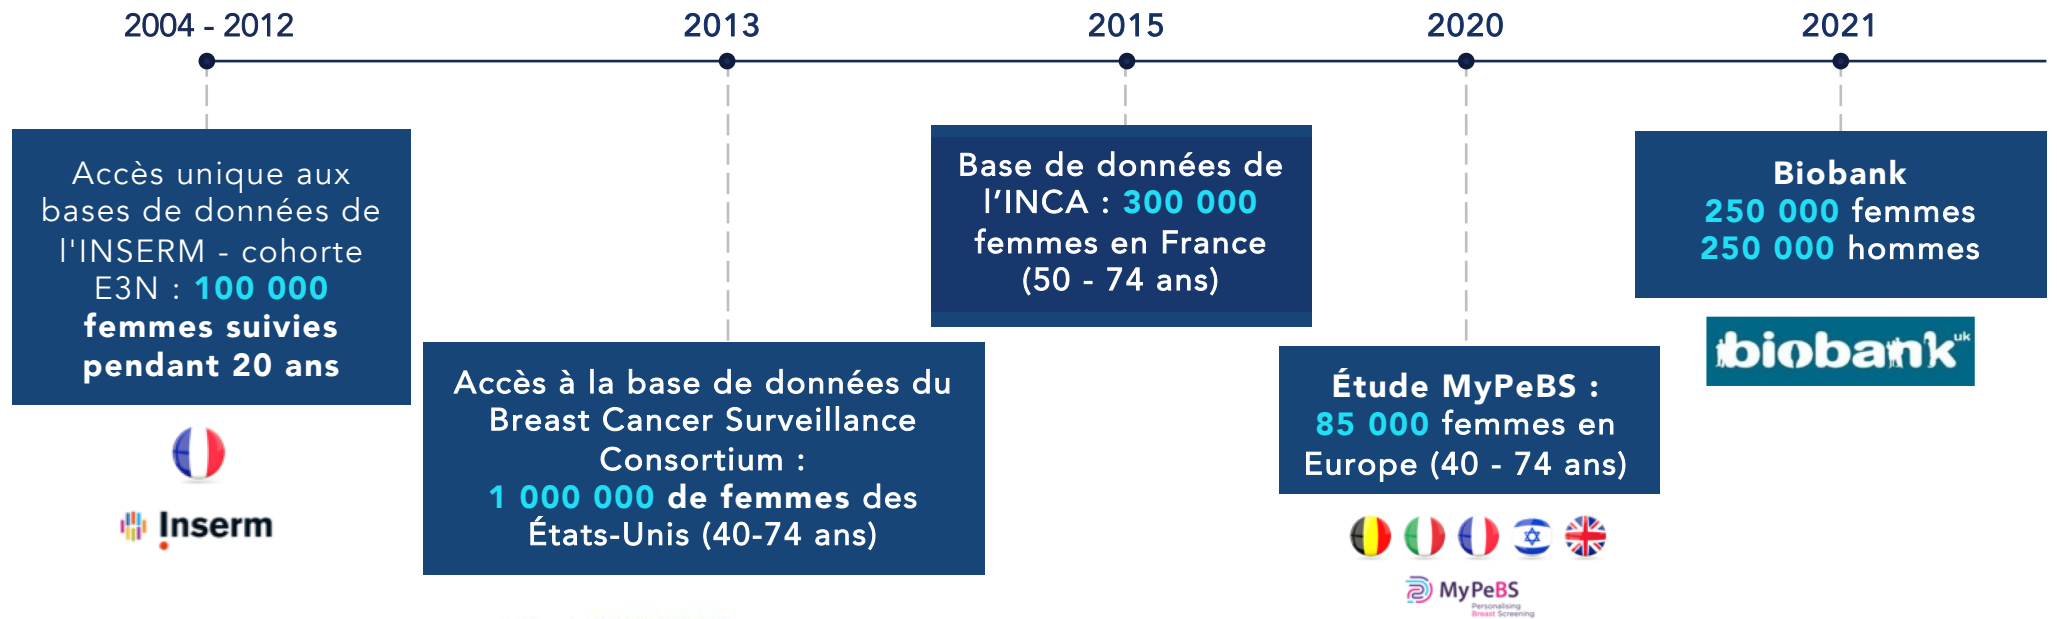 2004 - 2012
2013
2015
2020
2021
Accès unique aux
bases de données de
l'INSERM - cohorte
E3N : 100 000
femmes suivies
pendant 20 ans
Inserm
Accès à la base de données du
Breast Cancer Surveillance
Consortium :
1 000 000 de femmes des
États-Unis (40-74 ans)
Base de données de
l’INCA : 300 000
femmes en France
(50 - 74 ans)
Étude MyPeBS :
85 000 femmes en
Europe (40 - 74 ans)
MyPeBS
Personalising
Breast Screening
Biobank
250 000 femmes
250 000 hommes
biobank uk